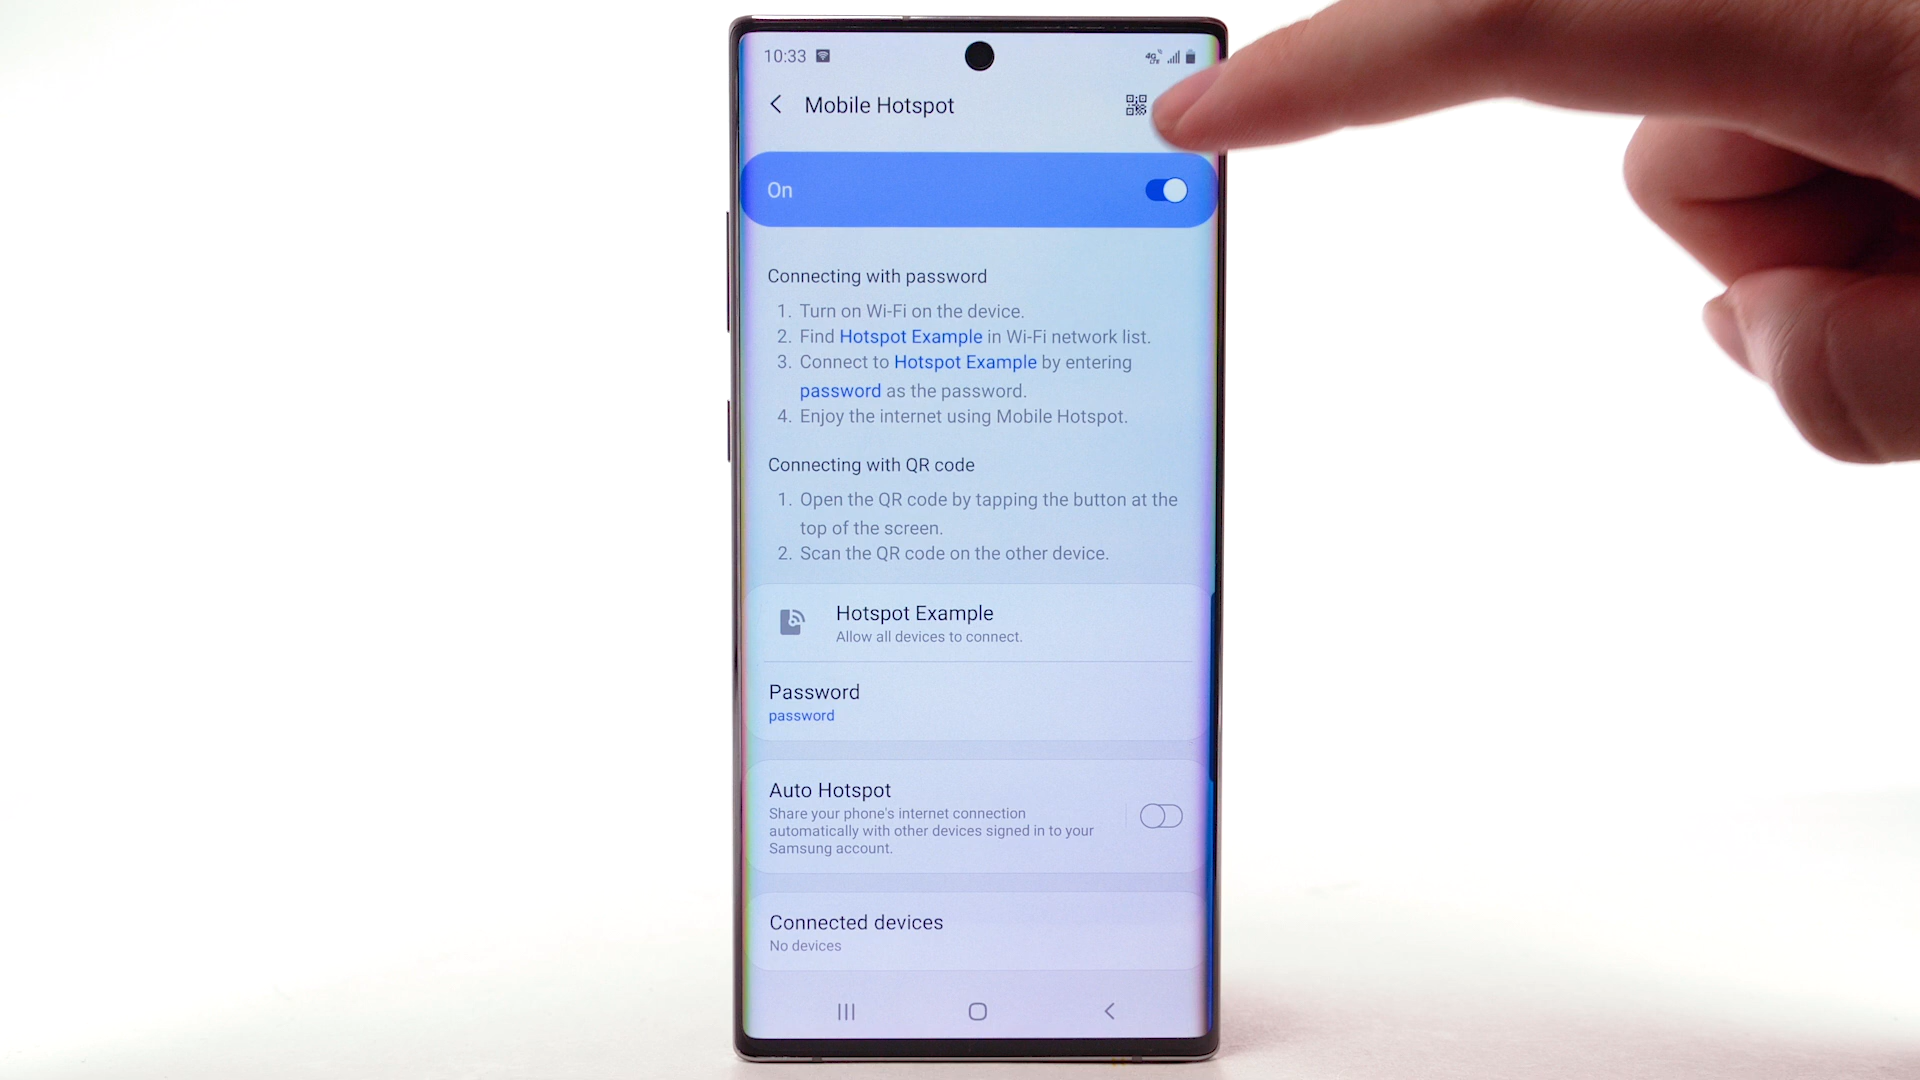 10:33
4G LTE
Mobile Hotspot
On
Connecting with password
1. Turn on Wi-Fi on the device.
2. Find Hotspot Example in Wi-Fi network list.
3. Connect to Hotspot Example by entering
password as the password.
4. Enjoy the internet using Mobile Hotspot.
Connecting with QR code
1. Open the QR code by tapping the button at the
top of the screen.
2. Scan the QR code on the other device.
Hotspot Example
Allow all devices to connect.
Password
password
Auto Hotspot
Share your phone's internet connection
automatically with other devices signed in to your
Samsung account.
Connected devices
No devices